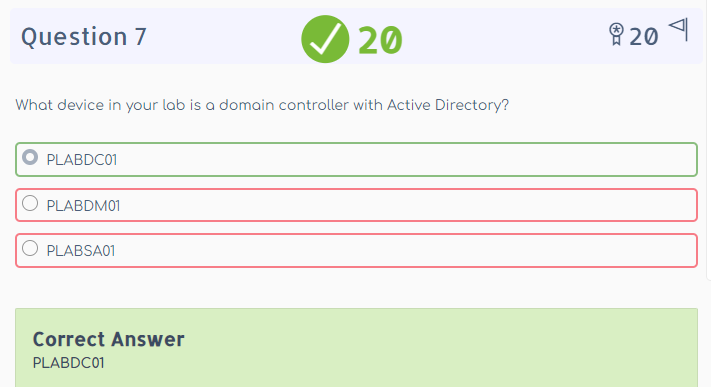 Question 7
20
20
What device in your lab is a domain controller with Active Directory?
PLABDC01
PLABDM01
PLABSA01
Correct Answer
PLABDC01